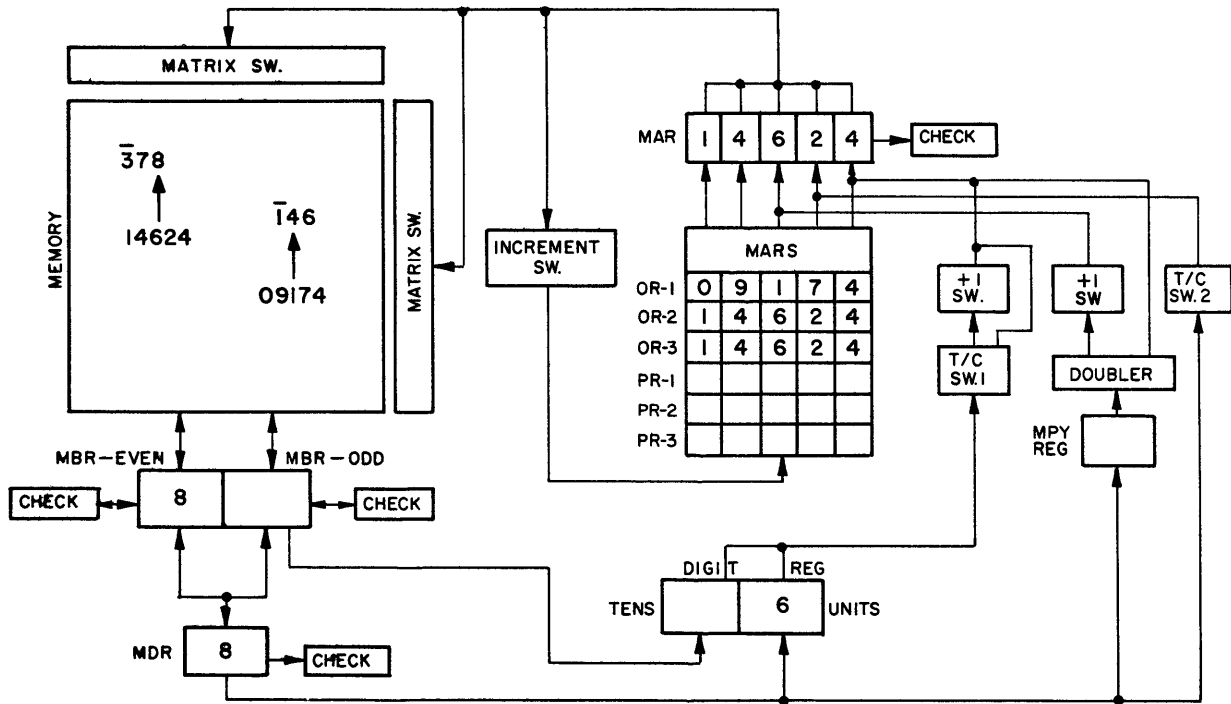 MATRIX SW.
MEMORY
3̅78
14624
1̅46
09174
MATRIX SW.
INCREMENT SW.
MAR
1 4 6 2 4
CHECK
MARS
OR-1 0 9 1 7 4
OR-2 1 4 6 2 4
OR-3 1 4 6 2 4
PR-1
PR-2
PR-3
+1 SW.
+1 SW
T/C SW.2
T/C SW.1
DOUBLER
MPY REG
MBR-EVEN
MBR-ODD
CHECK
8
CHECK
DIGIT REG
TENS
6
UNITS
MDR
8
CHECK